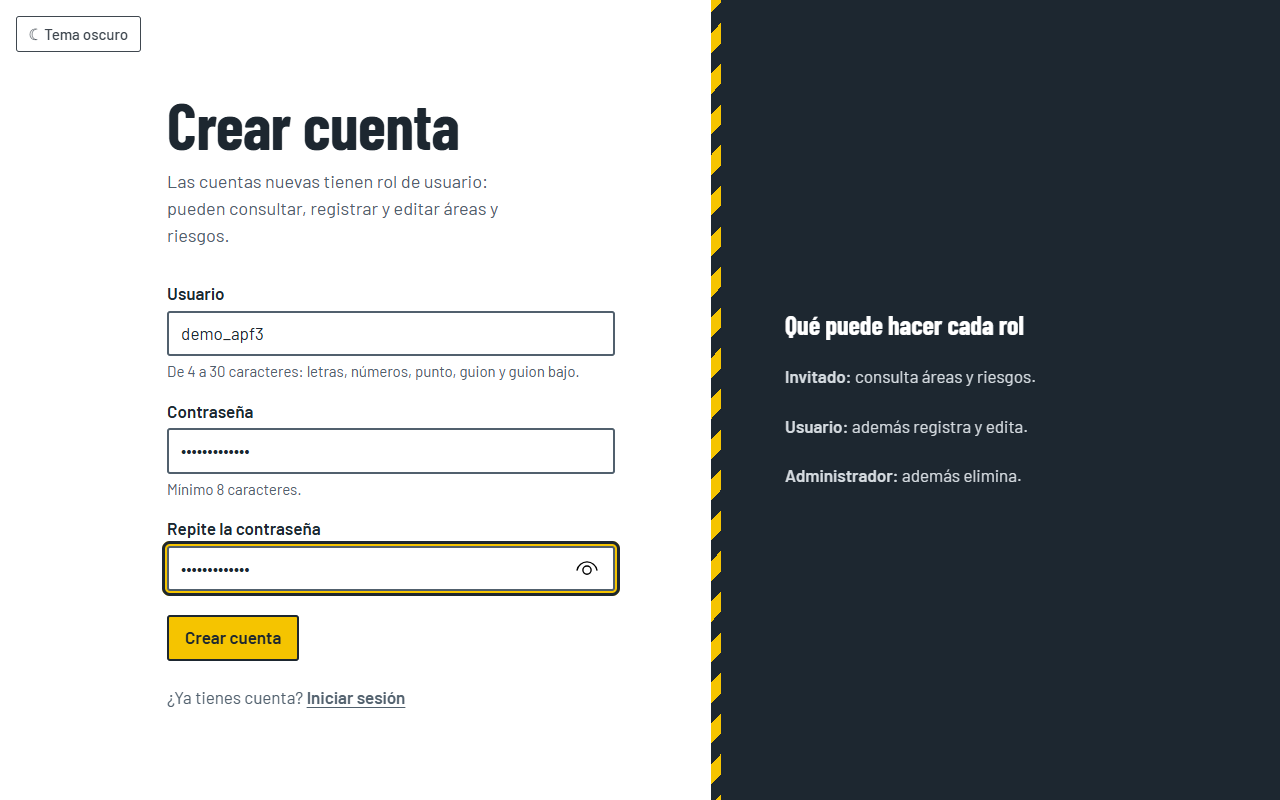 ☾ Tema oscuro
Crear cuenta
Las cuentas nuevas tienen rol de usuario:
pueden consultar, registrar y editar áreas y
riesgos.
Usuario
demo_apf3
De 4 a 30 caracteres: letras, números, punto, guion y guion bajo.
Contraseña
•••••••••••••
Mínimo 8 caracteres.
Repite la contraseña
•••••••••••••
Crear cuenta
¿Ya tienes cuenta? Iniciar sesión
Qué puede hacer cada rol
Invitado: consulta áreas y riesgos.
Usuario: además registra y edita.
Administrador: además elimina.